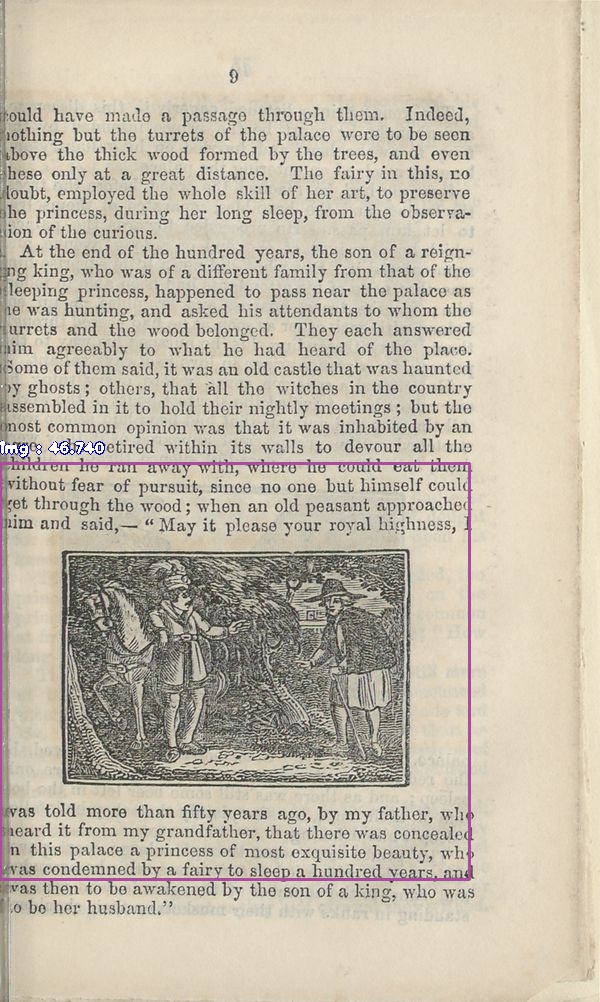 9
ould have made a passage through them. Indeed,
nothing but the turrets of the palace were to be seen
above the thick wood formed by the trees, and even
these only at a great distance. The fairy in this, no
doubt, employed the whole skill of her art, to preserve
the princess, during her long sleep, from the observa-
tion of the curious.
At the end of the hundred years, the son of a reign-
ing king, who was of a different family from that of the
sleeping princess, happened to pass near the palace as
he was hunting, and asked his attendants to whom the
turrets and the wood belonged. They each answered
him agreeably to what he had heard of the place.
Some of them said, it was an old castle that was haunted
by ghosts; others, that all the witches in the country
assembled in it to hold their nightly meetings; but the
most common opinion was that it was inhabited by an
Img : 46.740 retired within its walls to devour all the
children he ran away with, where he could eat them
without fear of pursuit, since no one but himself could
get through the wood; when an old peasant approached
him and said,— "May it please your royal highness, I
was told more than fifty years ago, by my father, who
heard it from my grandfather, that there was concealed
in this palace a princess of most exquisite beauty, who
was condemned by a fairy to sleep a hundred years, and
was then to be awakened by the son of a king, who was
to be her husband."